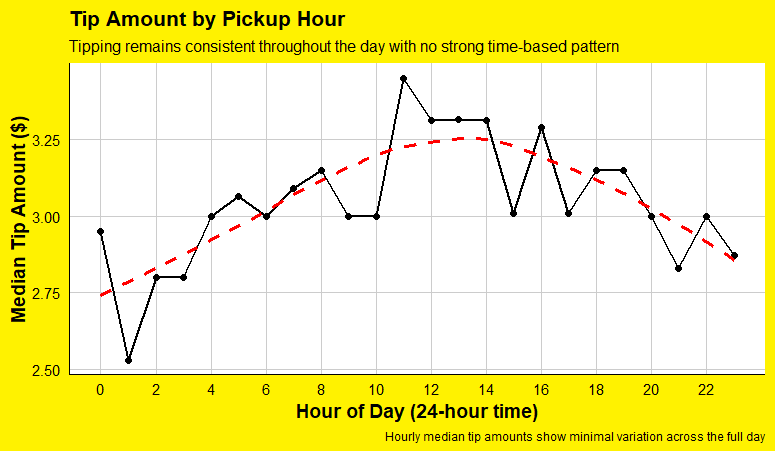 Tip Amount by Pickup Hour
Tipping remains consistent throughout the day with no strong time-based pattern
Median Tip Amount ($)
3.25
3.00
2.75
2.50
0 2 4 6 8 10 12 14 16 18 20 22
Hour of Day (24-hour time)
Hourly median tip amounts show minimal variation across the full day